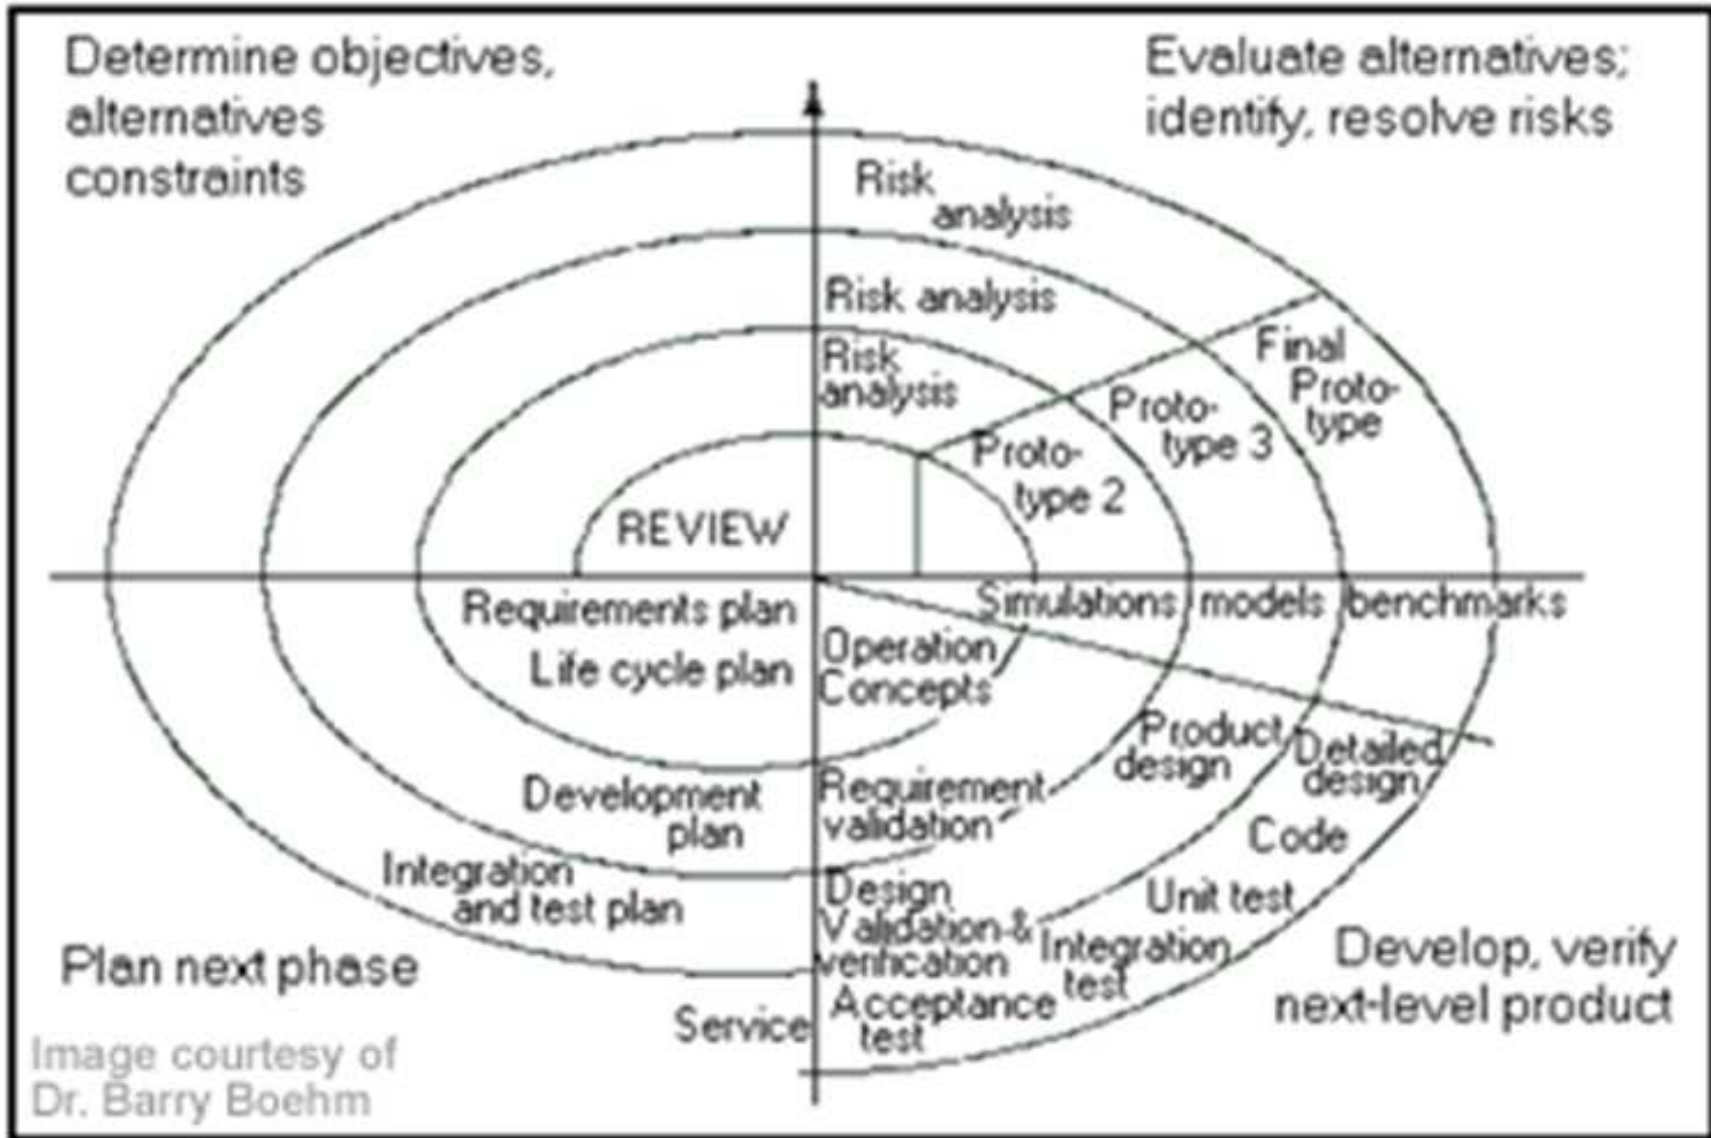 Determine objectives,
alternatives
constraints
Evaluate alternatives;
identify, resolve risks
Risk
analysis
Risk analysis
Risk
analysis
Final
Proto-
type
Proto-
type 3
Proto-
type 2
REVIEW
Requirements plan
Life cycle plan
Simulations models benchmarks
Operation
Concepts
Product
design
Detailed
design
Development
plan
Requirement
validation
Code
Integration
and test plan
Design
Validation &
verification
Unit test
Integration
test
Acceptance
test
Service
Plan next phase
Develop, verify
next-level product
Image courtesy of
Dr. Barry Boehm